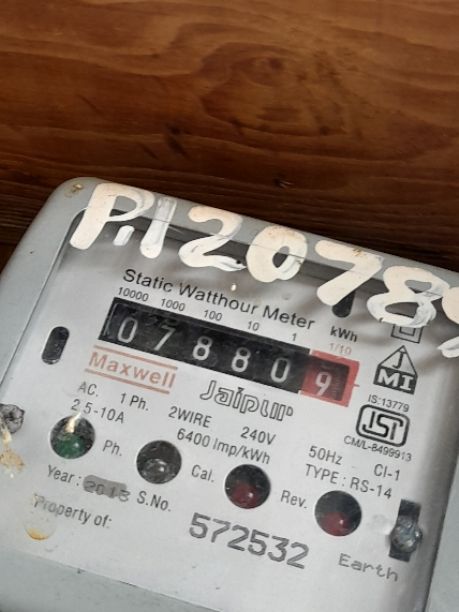 P.120789
Static Watthour Meter
10000 1000 100 10 1 kWh
1/10
078809
Maxwell Jaipur
MI
IS:13779
ISI
CM/L-8499913
AC. 1 Ph. 2WIRE 240V 50Hz Cl-1
2.5-10A 6400 Imp/kWh TYPE : RS-14
Ph. Cal. Rev.
Year : 2013 S.No. 572532
Property of: Earth